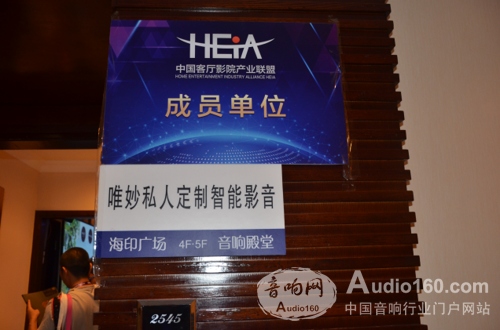 HEiA
中国客厅影院产业联盟
HOME ENTERTAINMENT INDUSTRY ALLIANCE HEIA
成员单位
唯妙私人定制智能影音
海印广场 4F·5F 音响殿堂
2545
音响网 Audio160.com
Audio160 中国音响行业门户网站